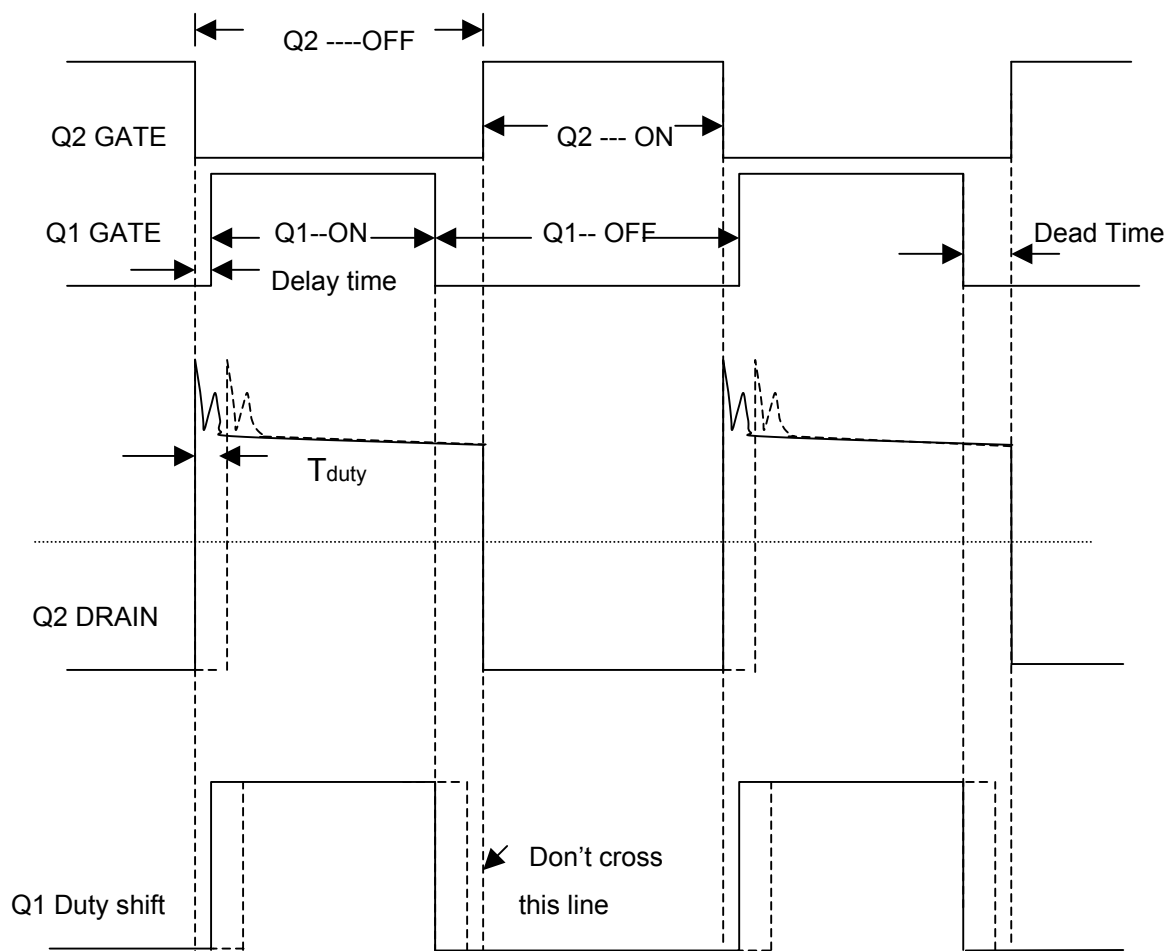 Q2 ----OFF
Q2 GATE
Q2 --- ON
Q1 GATE
Q1--ON
Q1-- OFF
Dead Time
Delay time
Tduty
Q2 DRAIN
Don’t cross
this line
Q1 Duty shift